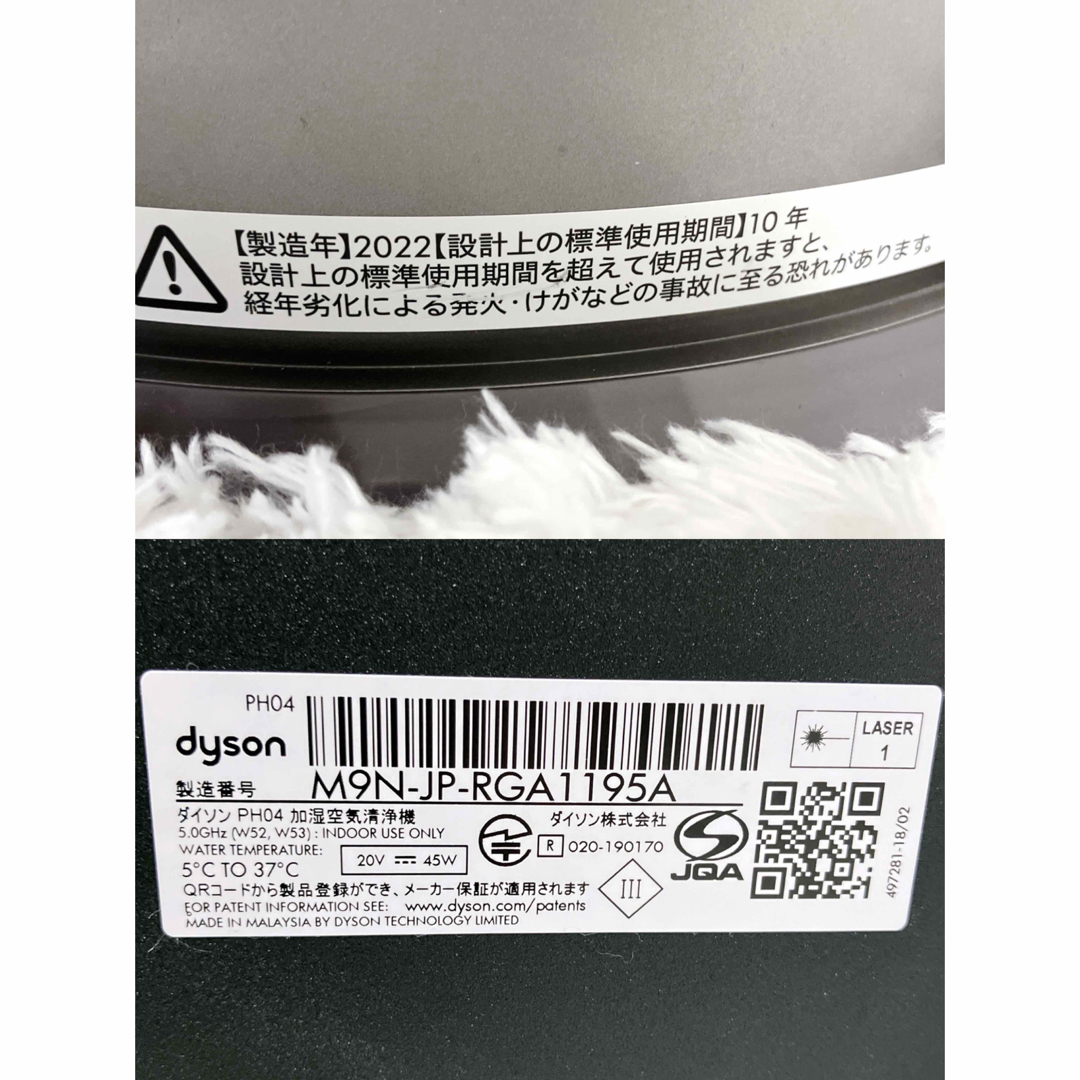 【製造年】2022【設計上の標準使用期間】10 年
設計上の標準使用期間を超えて使用されますと、
経年劣化による発火・けがなどの事故に至る恐れがあります。
PH04
dyson
LASER
1
製造番号 M9N-JP-RGA1195A
ダイソン PH04 加湿空気清浄機
ダイソン株式会社
5.0GHz (W52, W53) : INDOOR USE ONLY
R 020-190170
JQA
WATER TEMPERATURE:
5°C TO 37°C
20V ⎓ 45W
III
QRコードから製品登録ができ、メーカー保証が適用されます
FOR PATENT INFORMATION SEE: www.dyson.com/patents
MADE IN MALAYSIA BY DYSON TECHNOLOGY LIMITED
497281-18/02